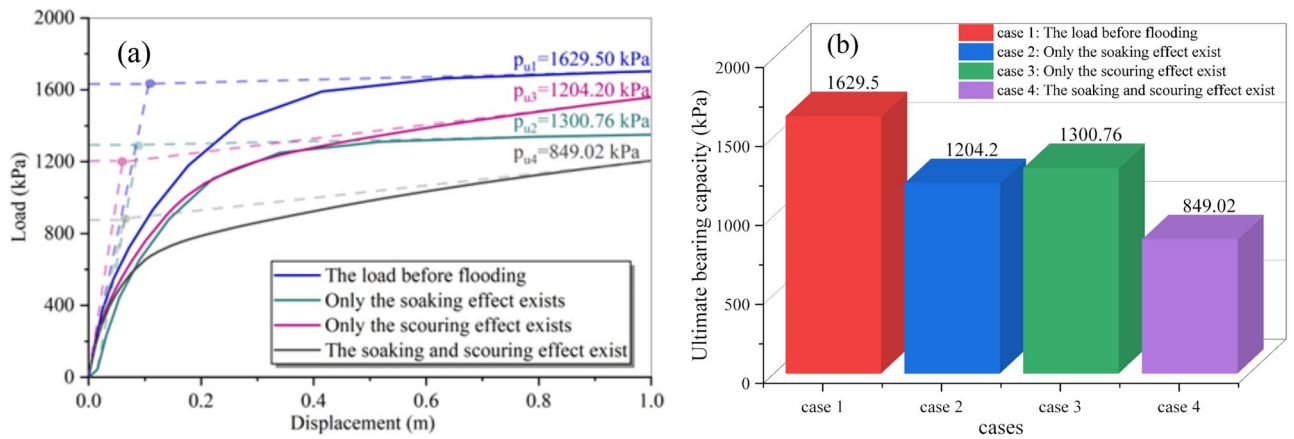 (a)
2000
1600
1200
800
400
0
Load (kPa)
p_u1=1629.50 kPa
p_u3=1204.20 kPa
p_u2=1300.76 kPa
p_u4=849.02 kPa
The load before flooding
Only the soaking effect exists
Only the scouring effect exists
The soaking and scouring effect exist
0.0 0.2 0.4 0.6 0.8 1.0
Displacement (m)
(b)
case 1: The load before flooding
case 2: Only the soaking effect exist
case 3: Only the scouring effect exist
case 4: The soaking and scouring effect exist
2000
1500
1000
500
0
Ultimate bearing capacity (kPa)
1629.5
1204.2
1300.76
849.02
case 1 case 2 case 3 case 4
cases